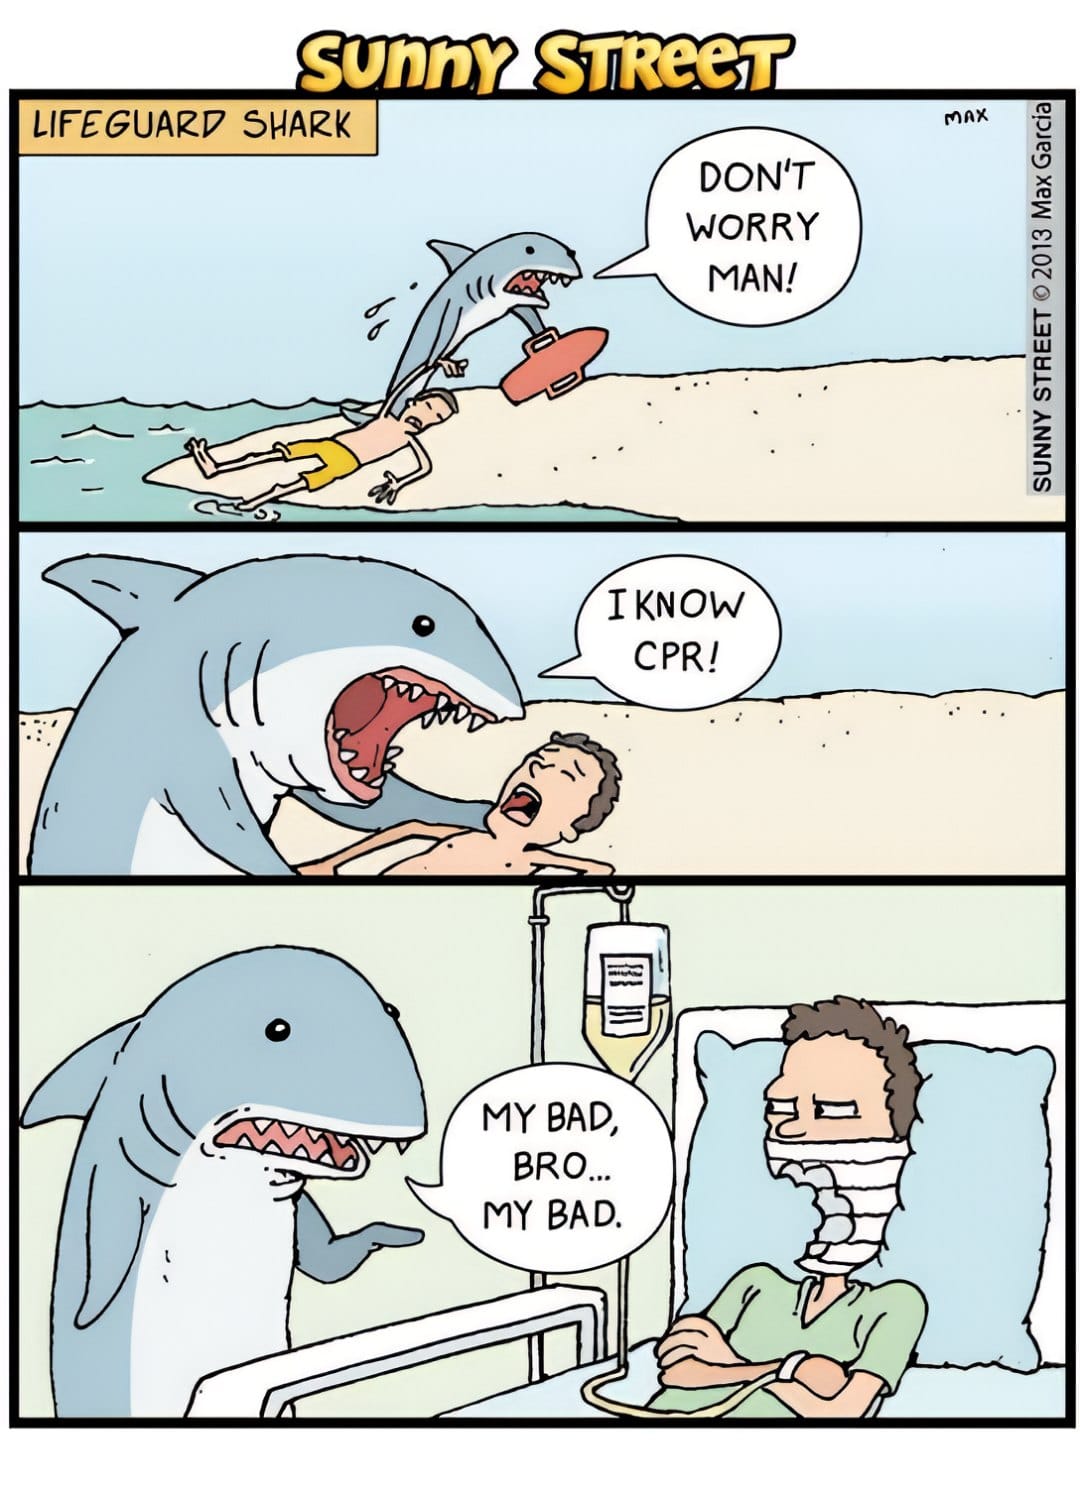 SUNNY STREET
LIFEGUARD SHARK
MAX
DON'T
WORRY
MAN!
SUNNY STREET © 2013 Max Garcia
I KNOW
CPR!
MY BAD,
BRO...
MY BAD.